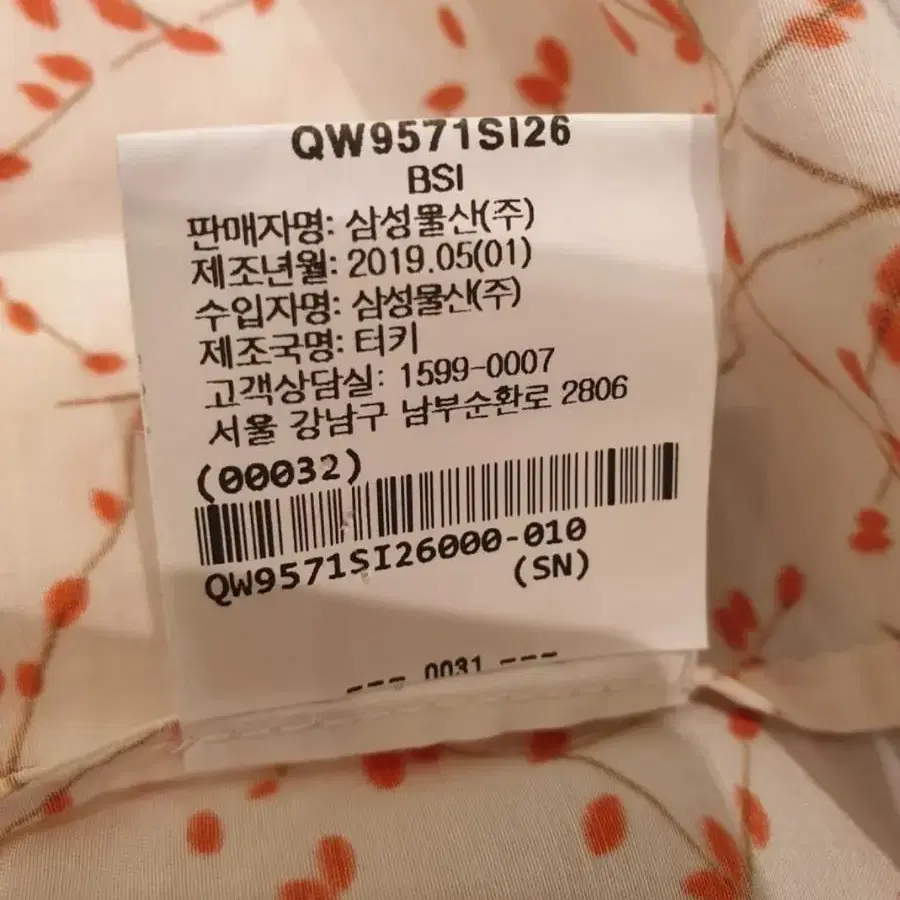 0031
QW9571SI26
BSI
판매자명: 삼성물산(주)
제조년월: 2019.05(01)
수입자명: 삼성물산(주)
제조국명: 터키
고객상담실: 1599-0007
서울 강남구 남부순환로 2806
(00032)
QW9571SI26000-010
(SN)
--- 0031 ---